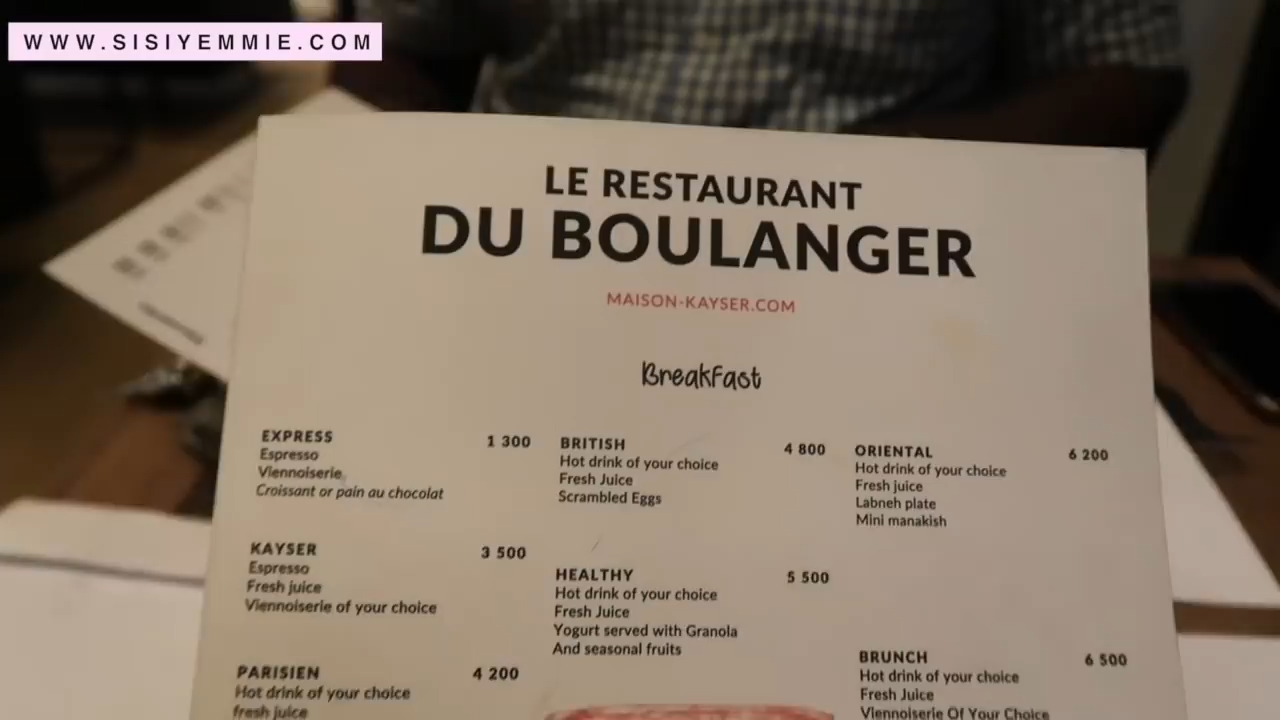 WWW.SISIYEMMIE.COM
LE RESTAURANT
DU BOULANGER
MAISON-KAYSER.COM
BreakFast
EXPRESS 1 300
Espresso
Viennoiserie
Croissant or pain au chocolat
KAYSER 3 500
Espresso
Fresh juice
Viennoiserie of your choice
PARISIEN 4 200
Hot drink of your choice
fresh juice
BRITISH 4 800
Hot drink of your choice
Fresh Juice
Scrambled Eggs
HEALTHY 5 500
Hot drink of your choice
Fresh Juice
Yogurt served with Granola
And seasonal fruits
ORIENTAL 6 200
Hot drink of your choice
Fresh juice
Labneh plate
Mini manakish
BRUNCH 6 500
Hot drink of your choice
Fresh Juice
Viennoiserie Of Your Choice